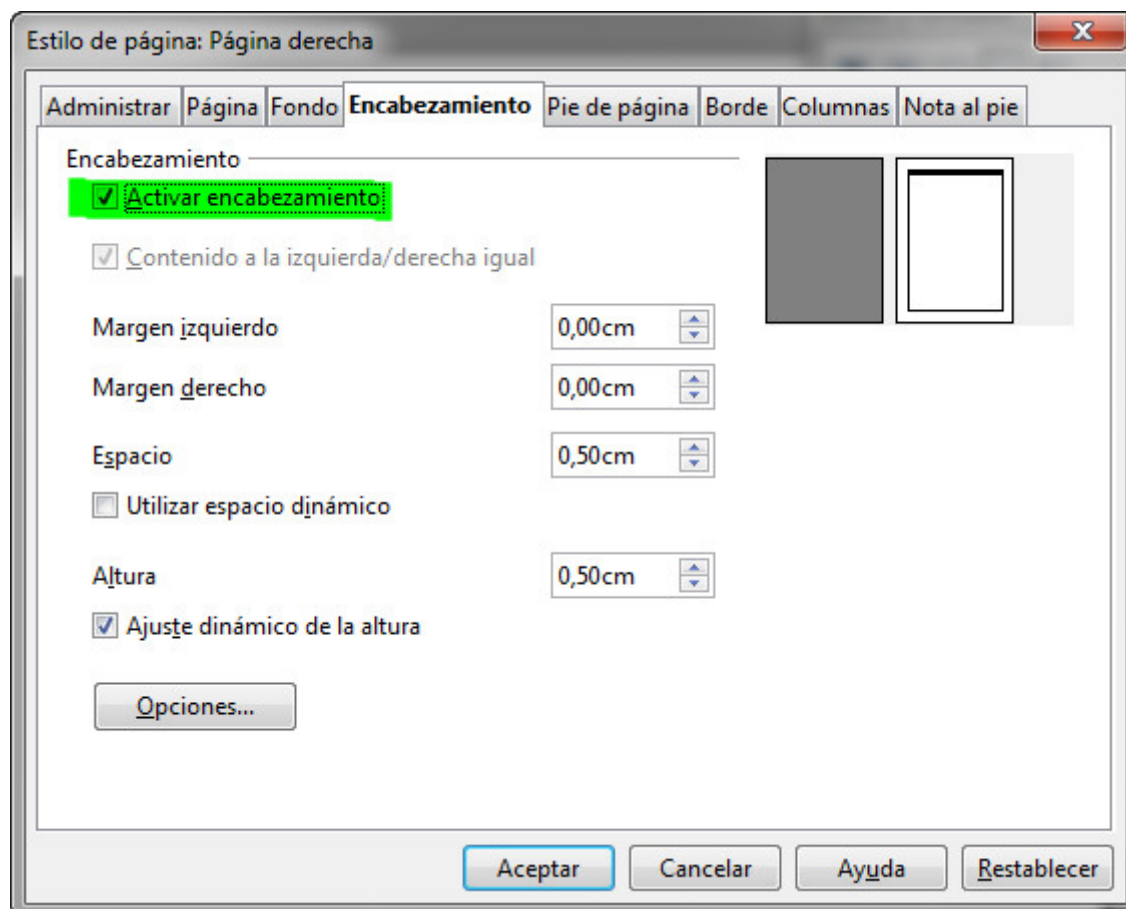 Estilo de página: Página derecha
Administrar Página Fondo Encabezamiento Pie de página Borde Columnas Nota al pie
Encabezamiento
Activar encabezamiento
Contenido a la izquierda/derecha igual
Margen izquierdo 0,00cm
Margen derecho 0,00cm
Espacio 0,50cm
Utilizar espacio dinámico
Altura 0,50cm
Ajuste dinámico de la altura
Opciones...
Aceptar Cancelar Ayuda Restablecer